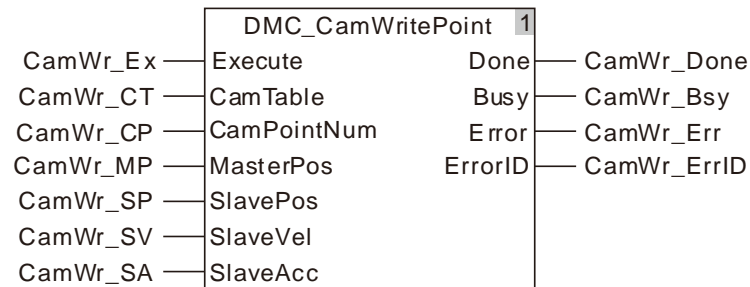 DMC_CamWritePoint 1
CamWr_Ex Execute Done CamWr_Done
CamWr_CT CamTable Busy CamWr_Bsy
CamWr_CP CamPointNum Error CamWr_Err
CamWr_MP MasterPos ErrorID CamWr_ErrID
CamWr_SP SlavePos
CamWr_SV SlaveVel
CamWr_SA SlaveAcc